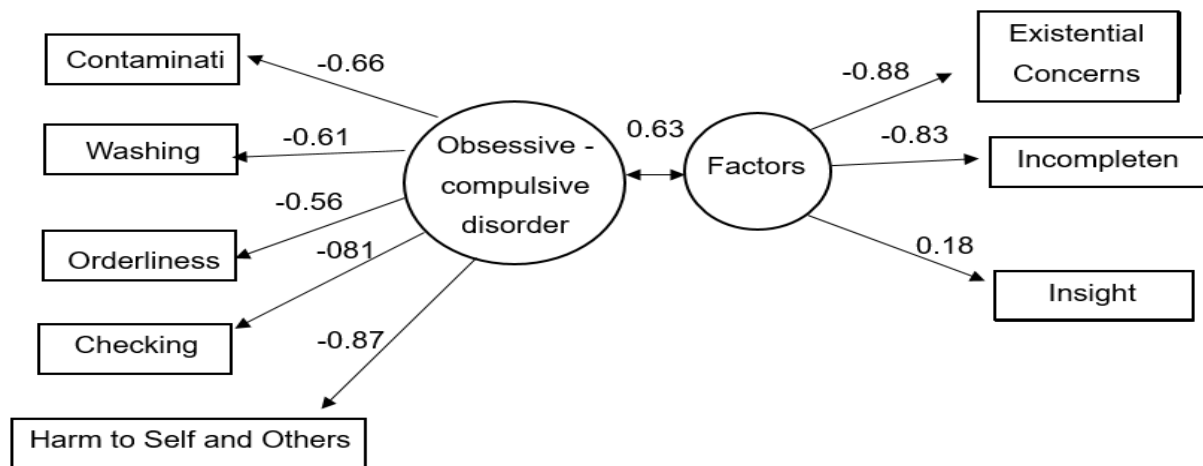 Contaminati
-0.66
Washing
-0.61
Orderliness
-0.56
Checking
-081
Harm to Self and Others
-0.87
Obsessive -
compulsive
disorder
0.63
Factors
-0.88
Existential
Concerns
-0.83
Incompleten
0.18
Insight